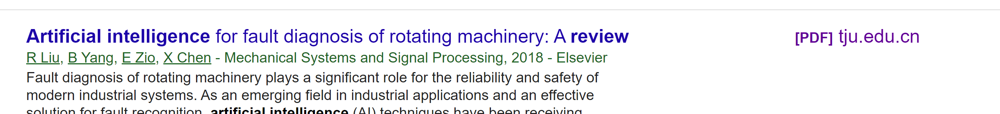 Artificial intelligence for fault diagnosis of rotating machinery: A review
[PDF] tju.edu.cn
R Liu, B Yang, E Zio, X Chen - Mechanical Systems and Signal Processing, 2018 - Elsevier
Fault diagnosis of rotating machinery plays a significant role for the reliability and safety of
modern industrial systems. As an emerging field in industrial applications and an effective
solution for fault recognition, artificial intelligence (AI) techniques have been receiving